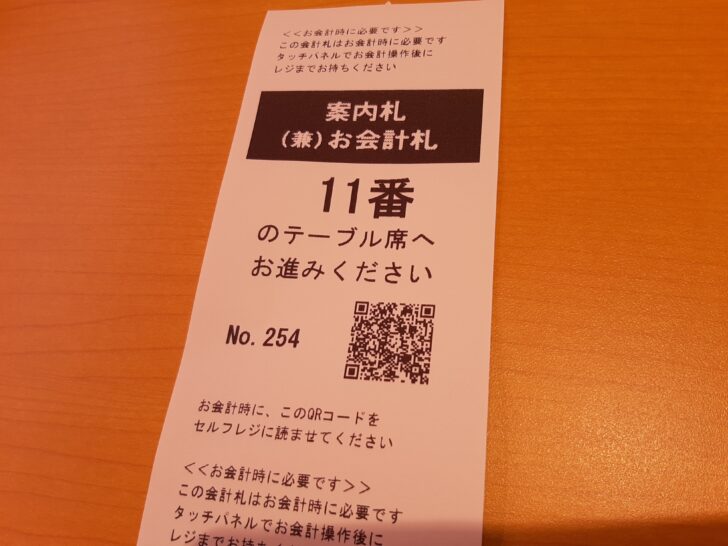 <<お会計時に必要です>>
この会計札はお会計時に必要です
タッチパネルでお会計操作後に
レジまでお持ちください
案内札
(兼)お会計札
11番
のテーブル席へ
お進みください
No. 254
お会計時に、このQRコードを
セルフレジに読ませてください
<<お会計時に必要です>>
この会計札はお会計時に必要です
タッチパネルでお会計操作後に
レジまでお持ち